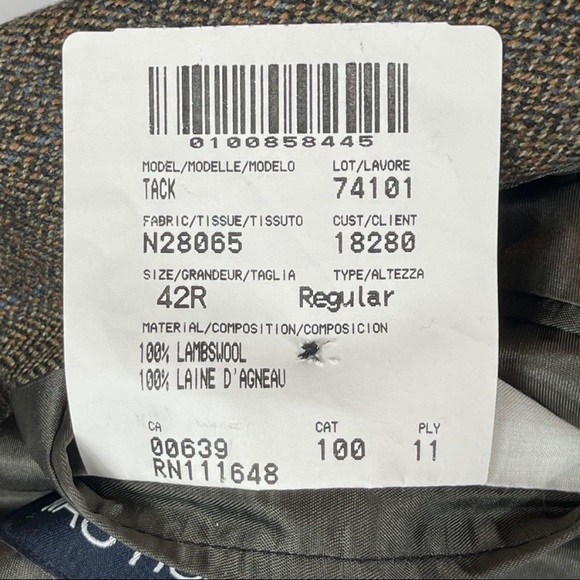 0100858445
MODEL/MODELLE/MODELO LOT/LAVORE
TACK 74101
FABRIC/TISSUE/TISSUTO CUST/CLIENT
N28065 18280
SIZE/GRANDEUR/TAGLIA TYPE/ALTEZZA
42R Regular
MATERIAL/COMPOSITION/COMPOSICION
100% LAMBSWOOL
100% LAINE D'AGNEAU
CA CAT PLY
00639 100 11
RN111648